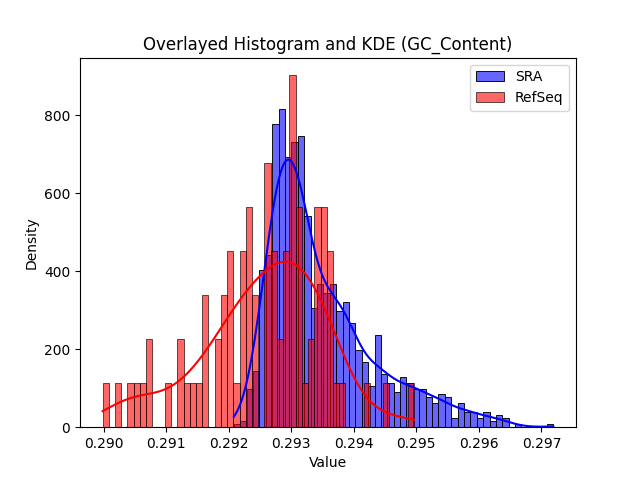 Overlayed Histogram and KDE (GC_Content)
SRA
RefSeq
800
600
400
200
0
Density
0.290 0.291 0.292 0.293 0.294 0.295 0.296 0.297
Value